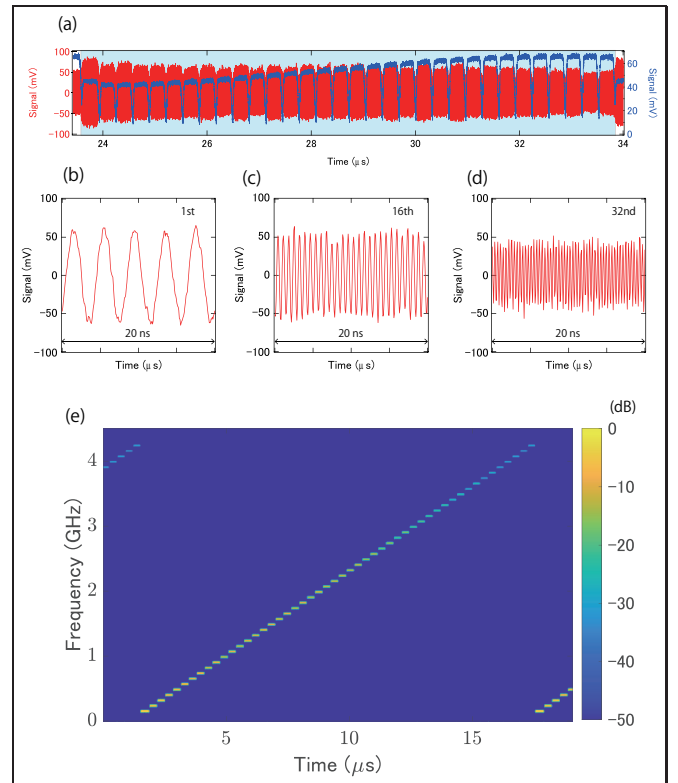 (a)
Signal (mV)
100
50
0
-50
-100
60
40
20
0
Signal (mV)
24
26
28
30
32
34
Time (μs)
(b)
(c)
(d)
1st
16th
32nd
Signal (mV)
100
50
0
-50
-100
20 ns
Time (μs)
Signal (mV)
100
50
0
-50
-100
20 ns
Time (μs)
Signal (mV)
100
50
0
-50
-100
20 ns
Time (μs)
(e)
(dB)
Frequency (GHz)
4
3
2
1
0
5
10
15
Time (μs)
0
-10
-20
-30
-40
-50